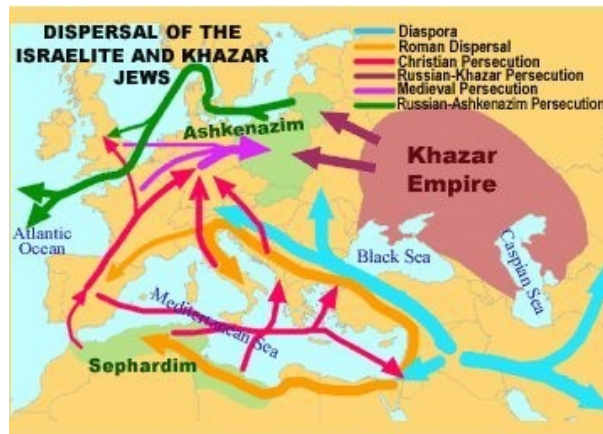 DISPERSAL OF THE
ISRAELITE AND KHAZAR
JEWS
Diaspora
Roman Dispersal
Christian Persecution
Russian-Khazar Persecution
Medieval Persecution
Russian-Ashkenazim Persecution
Ashkenazim
Khazar
Empire
Atlantic
Ocean
Black Sea
Caspian Sea
Mediterranean Sea
Sephardim